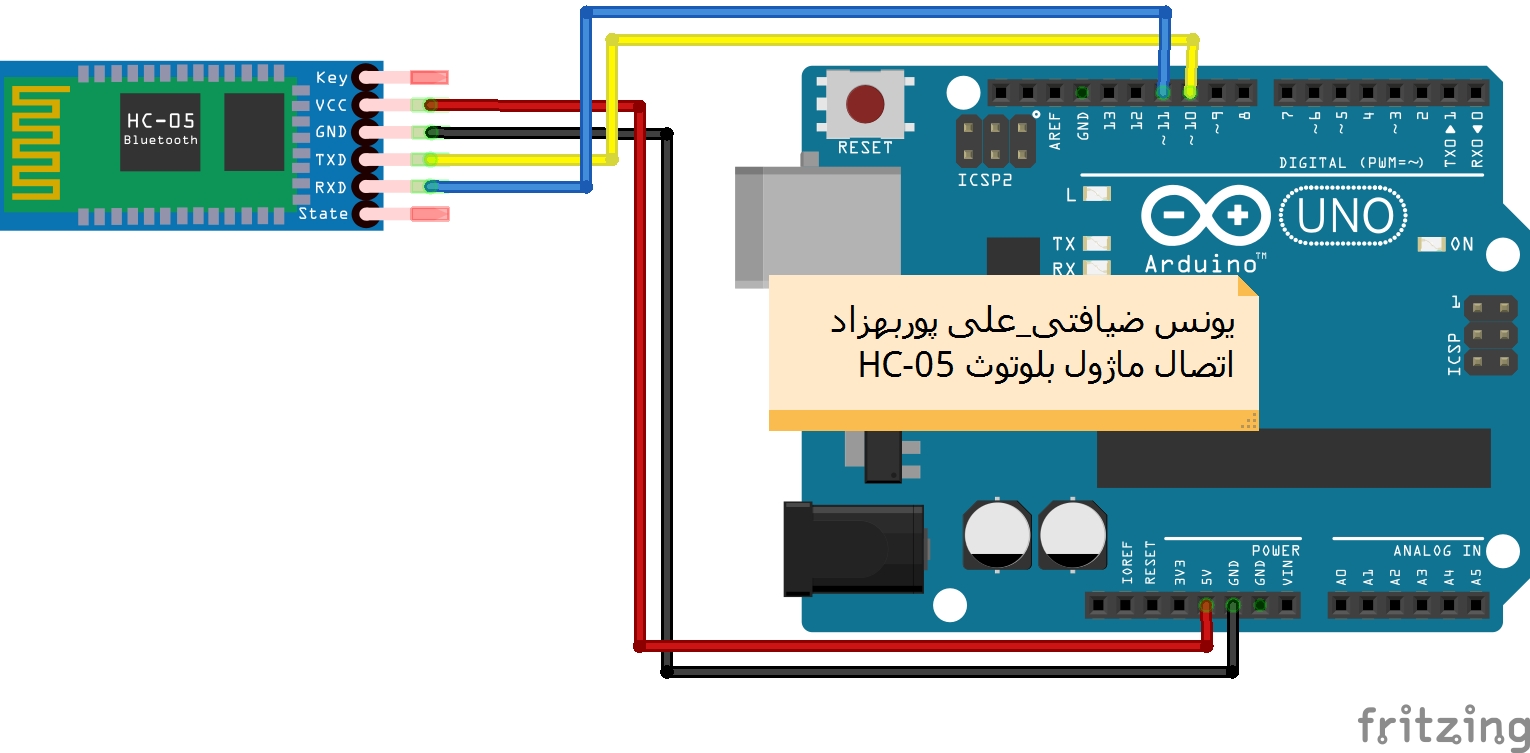 HC-05
Bluetooth
Key
VCC
GND
TXD
RXD
State
RESET
ICSP2
AREF
GND
13
12
~11
~10
~9
8
7
~6
~5
4
~3
2
TX0▶1
RX0◀0
DIGITAL (PWM=~)
L
TX
RX
Arduino™
UNO
ON
1
ICSP
یونس ضیافتی_علی پوربهزاد
اتصال ماژول بلوتوث HC-05
IOREF
RESET
3V3
5V
GND
GND
VIN
POWER
ANALOG IN
A0
A1
A2
A3
A4
A5
fritzing